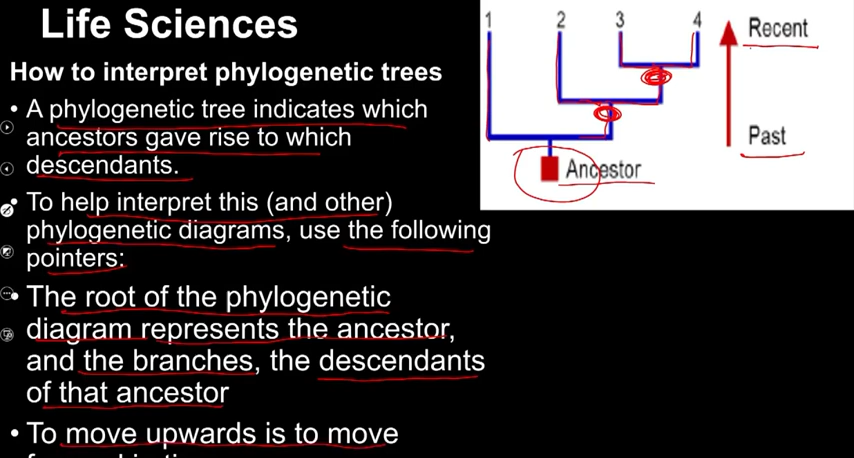 Life Sciences
How to interpret phylogenetic trees
• A phylogenetic tree indicates which
ancestors gave rise to which
descendants.
• To help interpret this (and other)
phylogenetic diagrams, use the following
pointers:
• The root of the phylogenetic
diagram represents the ancestor,
and the branches, the descendants
of that ancestor
• To move upwards is to move
1 2 3 4
Recent
Past
Ancestor